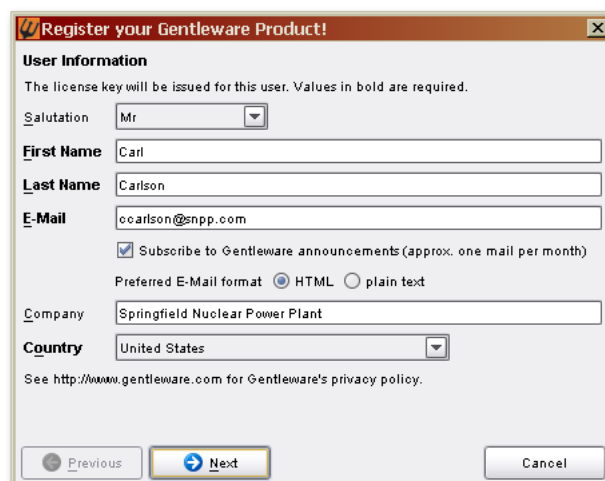 Register your Gentleware Product!
User Information
The license key will be issued for this user. Values in bold are required.
Salutation Mr
First Name Carl
Last Name Carlson
E-Mail ccarlson@snpp.com
Subscribe to Gentleware announcements (approx. one mail per month)
Preferred E-Mail format HTML plain text
Company Springfield Nuclear Power Plant
Country United States
See http://www.gentleware.com for Gentleware's privacy policy.
Previous Next Cancel